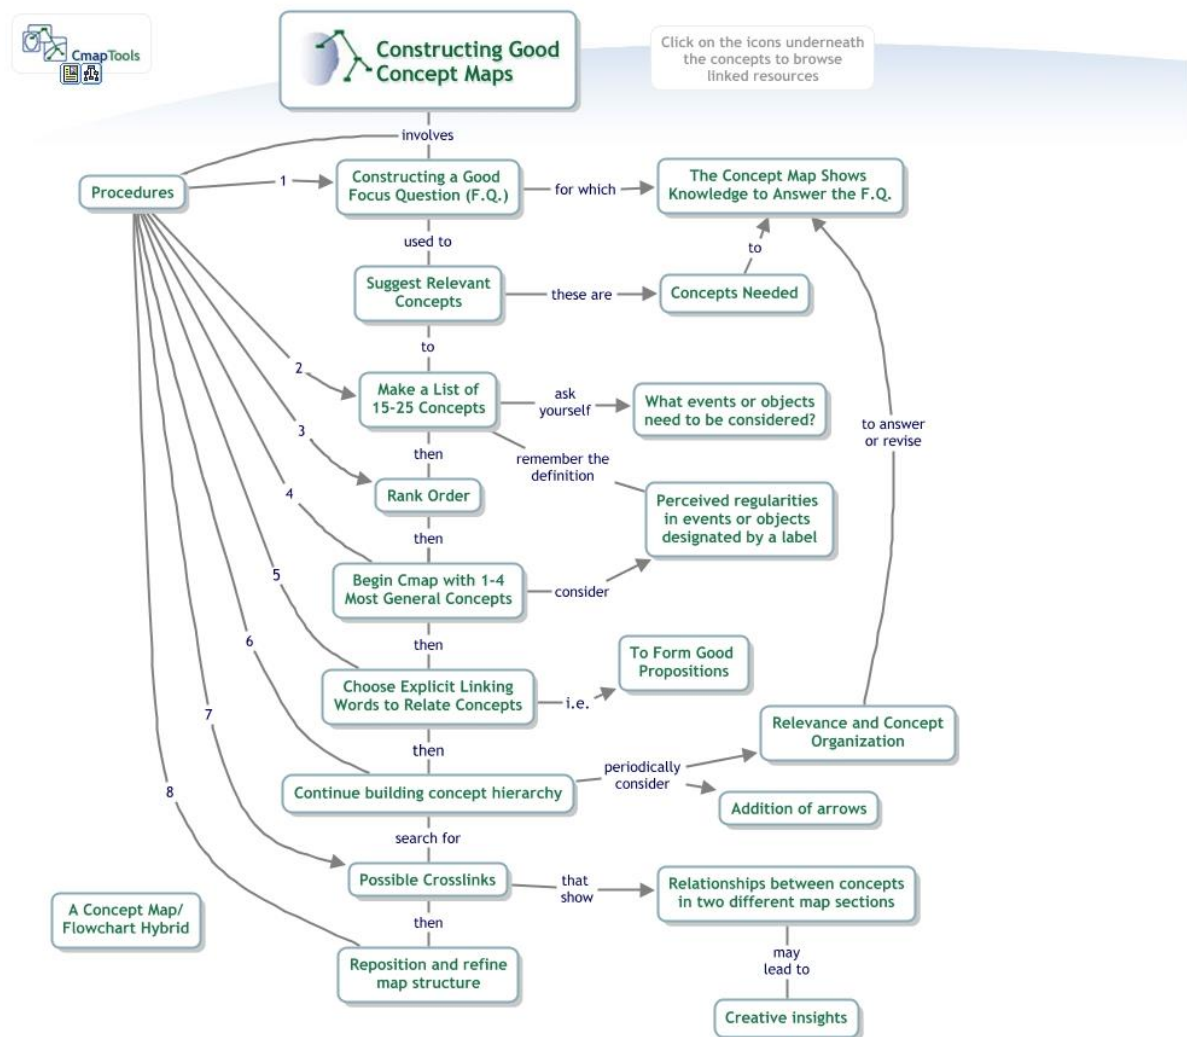 CmapTools
Constructing Good
Concept Maps
Click on the icons underneath
the concepts to browse
linked resources
involves
Procedures
1
Constructing a Good
Focus Question (F.Q.)
for which
The Concept Map Shows
Knowledge to Answer the F.Q.
used to
to
Suggest Relevant
Concepts
these are
Concepts Needed
to
2
Make a List of
15-25 Concepts
ask
yourself
What events or objects
need to be considered?
to answer
or revise
3
then
remember the
definition
4
Rank Order
Perceived regularities
in events or objects
designated by a label
then
5
Begin Cmap with 1-4
Most General Concepts
consider
6
then
To Form Good
Propositions
Choose Explicit Linking
Words to Relate Concepts
i.e.
7
Relevance and Concept
Organization
then
periodically
consider
8
Continue building concept hierarchy
Addition of arrows
search for
Possible Crosslinks
that
show
Relationships between concepts
in two different map sections
A Concept Map/
Flowchart Hybrid
then
may
lead to
Reposition and refine
map structure
Creative insights